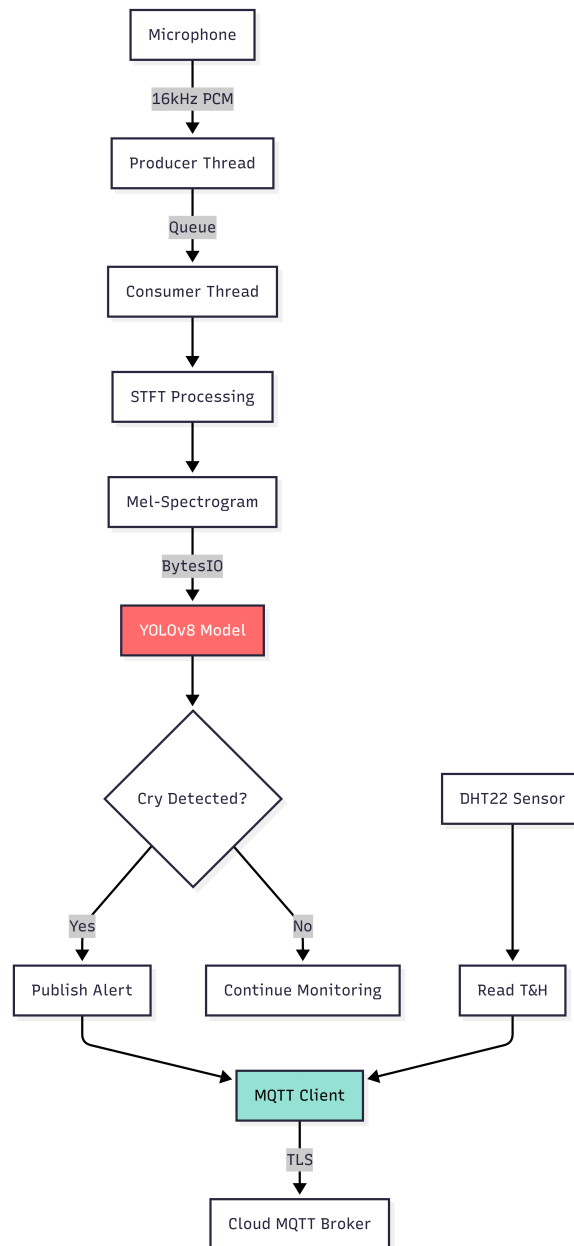 Microphone
16kHz PCM
Producer Thread
Queue
Consumer Thread
STFT Processing
Mel-Spectrogram
BytesIO
YOLOv8 Model
Cry Detected?
DHT22 Sensor
Yes
No
Publish Alert
Continue Monitoring
Read T&H
MQTT Client
TLS
Cloud MQTT Broker